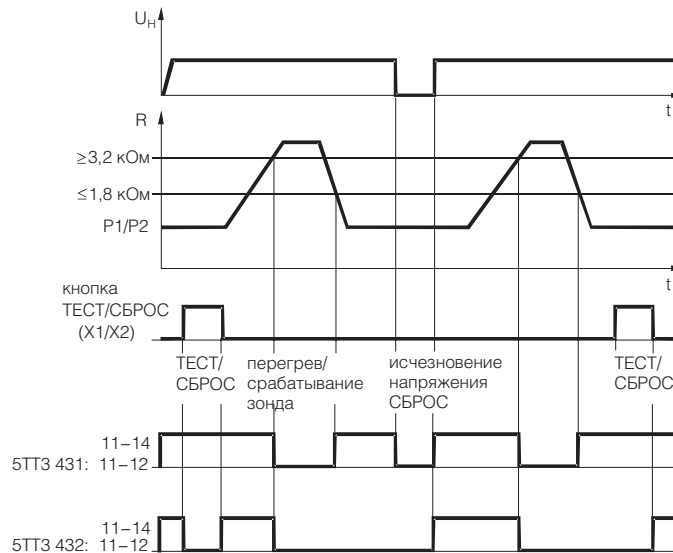 Uн
t
R
≥3,2 кОм
≤1,8 кОм
P1/P2
t
кнопка
ТЕСТ/СБРОС
(X1/X2)
ТЕСТ/
СБРОС
перегрев/
срабатывание
зонда
исчезновение
напряжения
СБРОС
ТЕСТ/
СБРОС
11–14
5ТТ3 431: 11–12
11–14
5ТТ3 432: 11–12